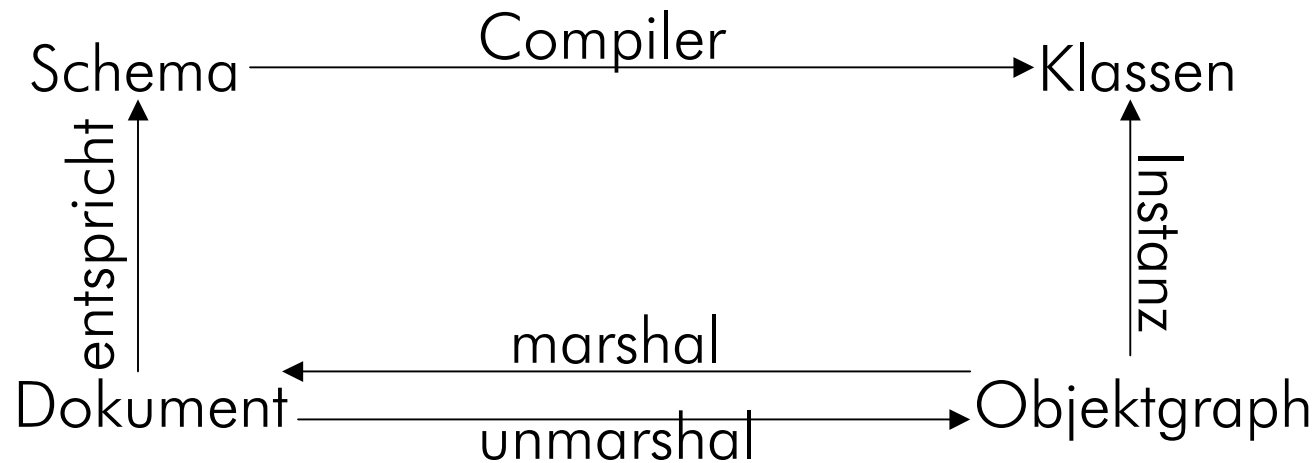 Compiler
Schema
Klassen
entspricht
Instanz
marshal
Dokument
Objektgraph
unmarshal